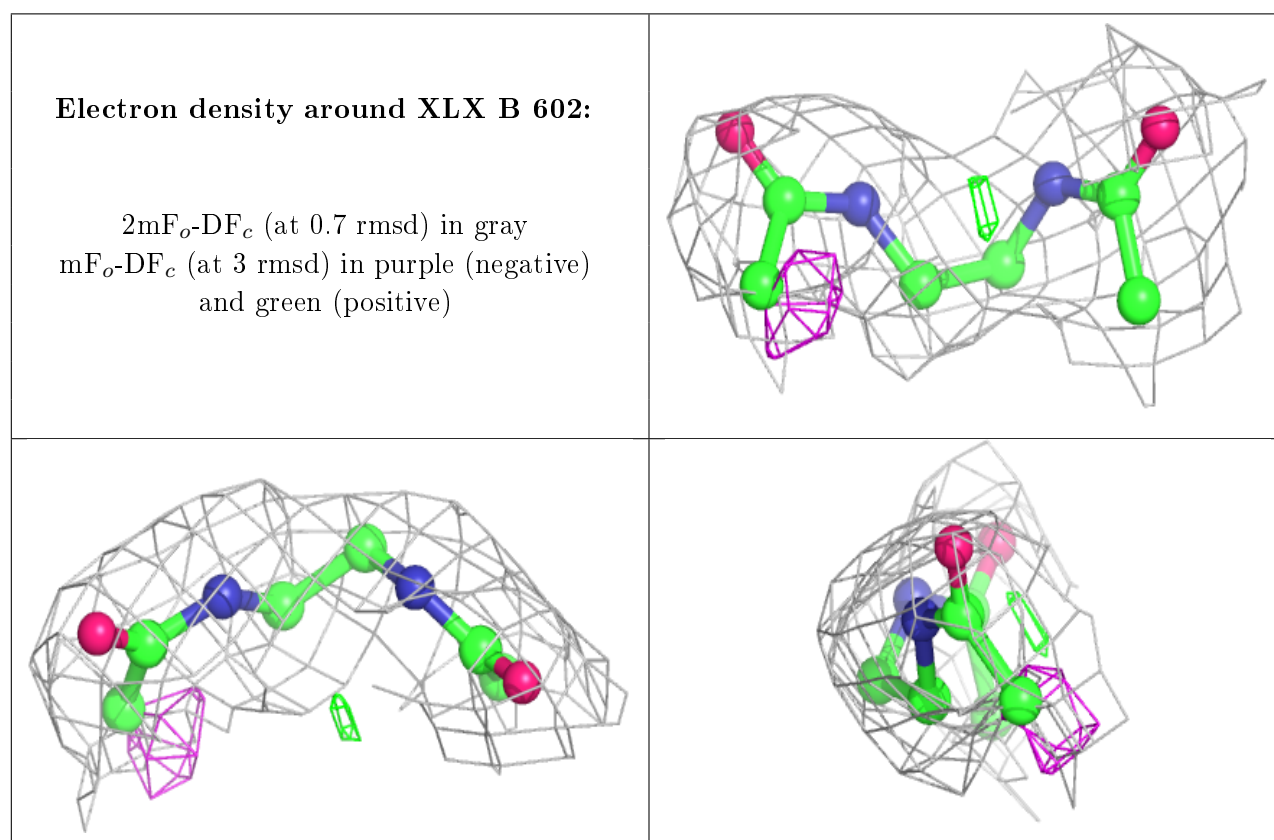 Electron density around XLX B 602:
2mFo-DFc (at 0.7 rmsd) in gray
mFo-DFc (at 3 rmsd) in purple (negative)
and green (positive)